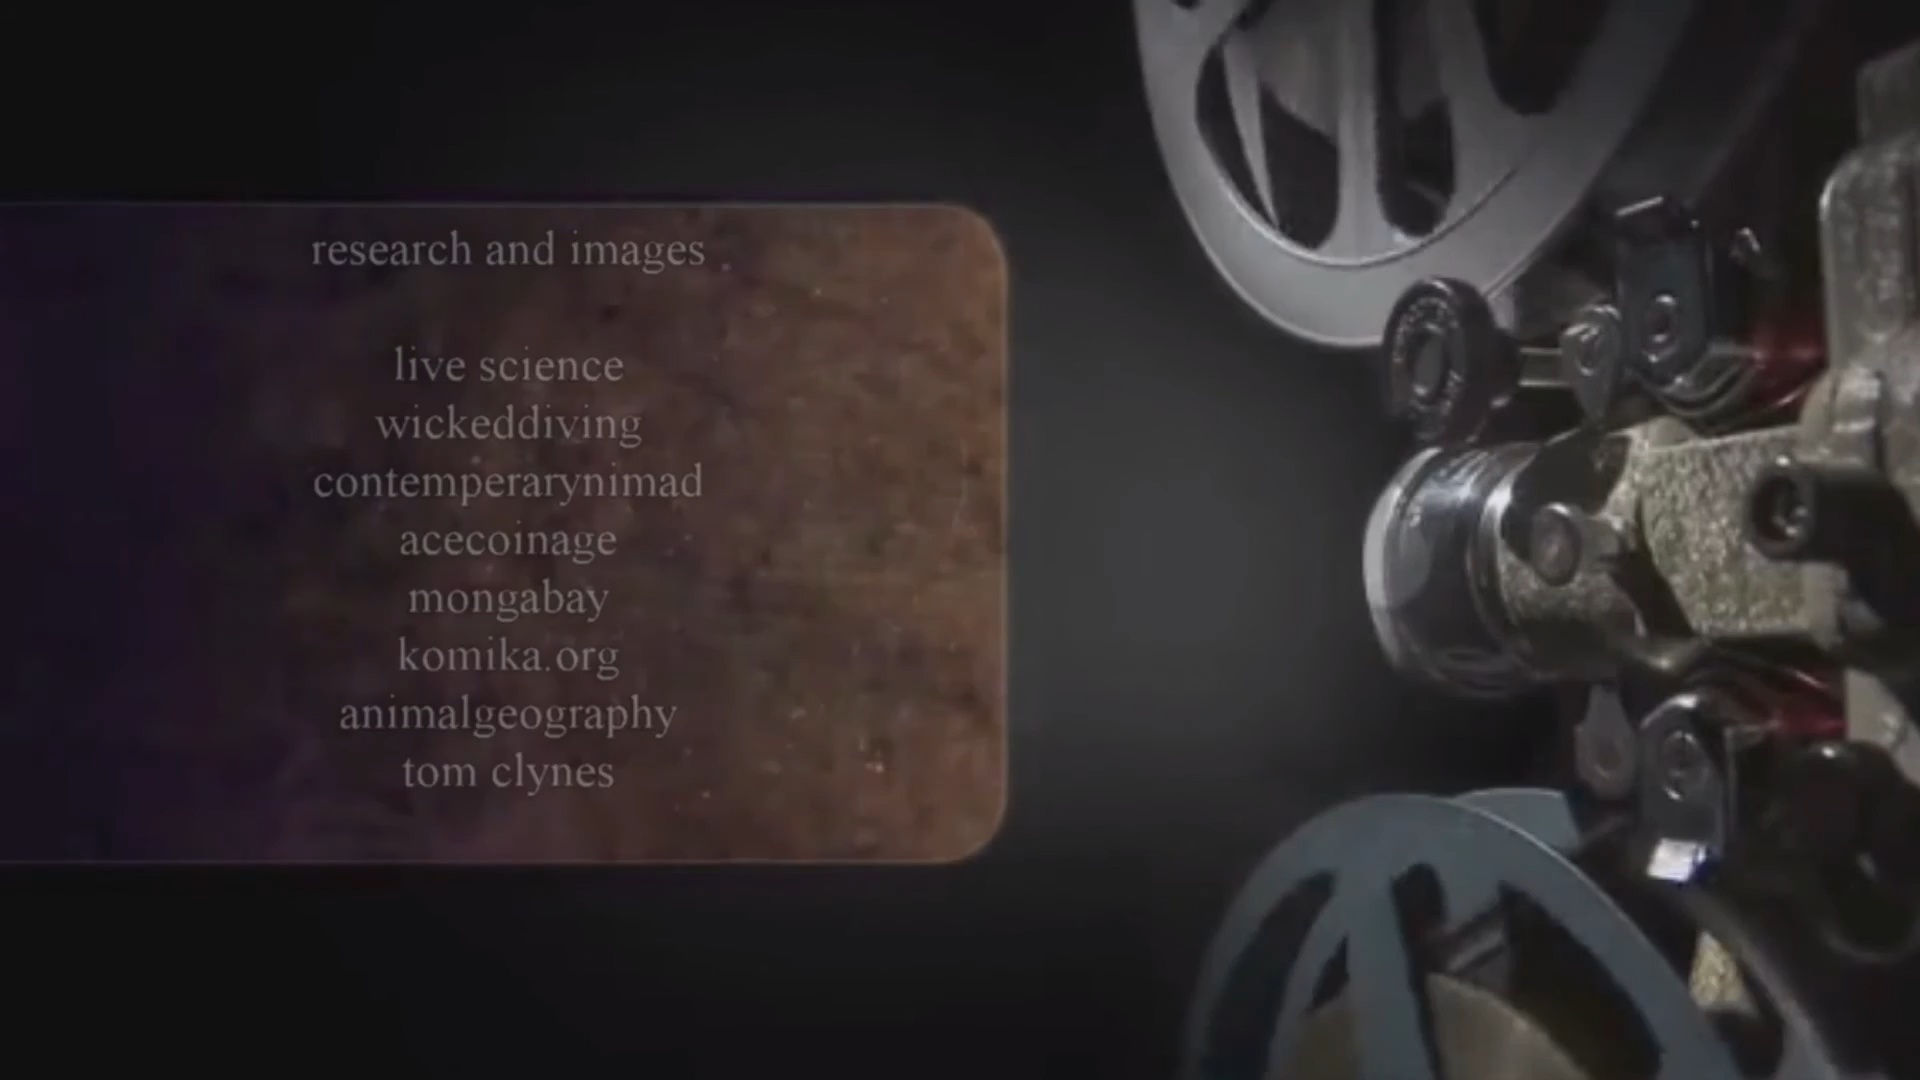 research and images
live science
wickeddiving
contemperarynimad
acecoinage
mongabay
komika.org
animalgeography
tom clynes